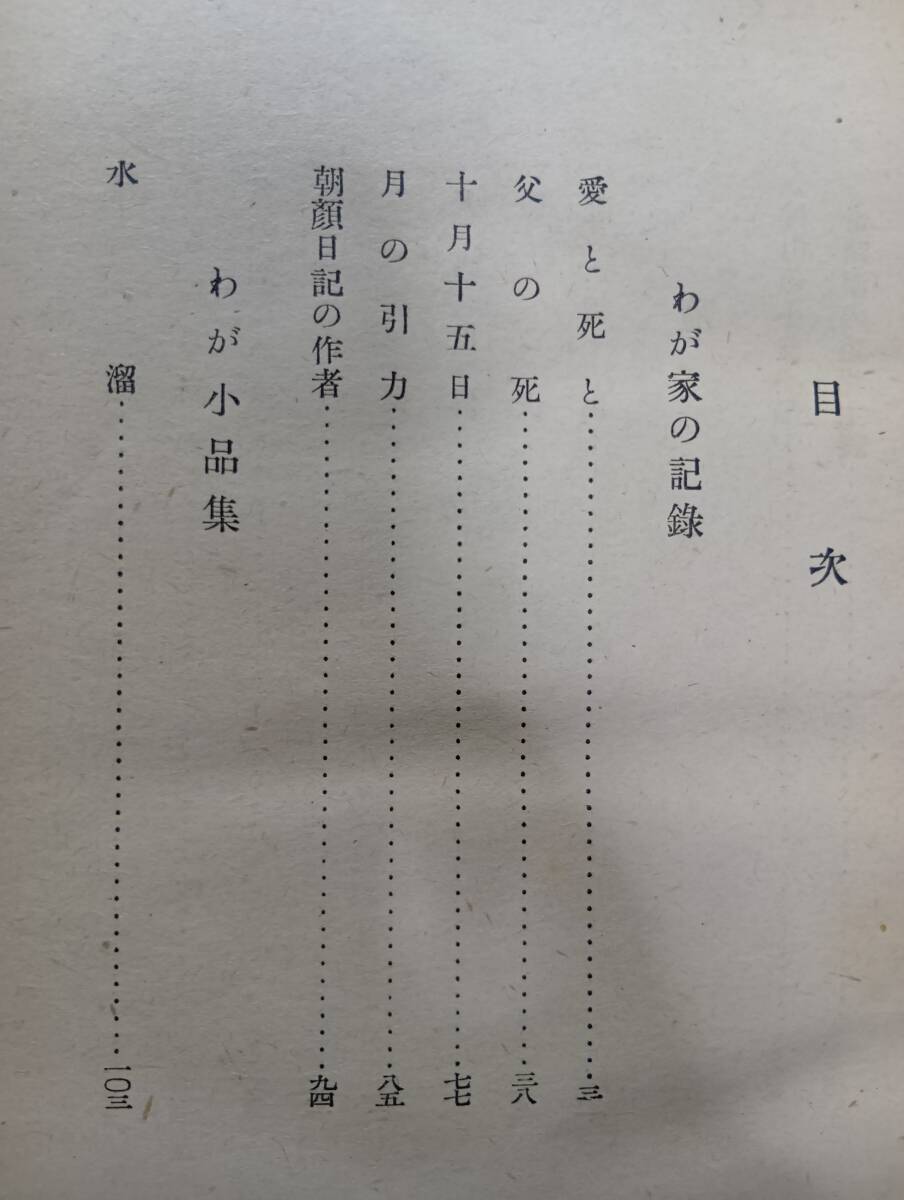 目次
わが家の記錄
愛と死と……………………………三
父の死……………………………三八
十月十五日……………………………七七
月の引力……………………………八五
朝顏日記の作者……………………………九四
わが小品集
水溜……………………………一〇三